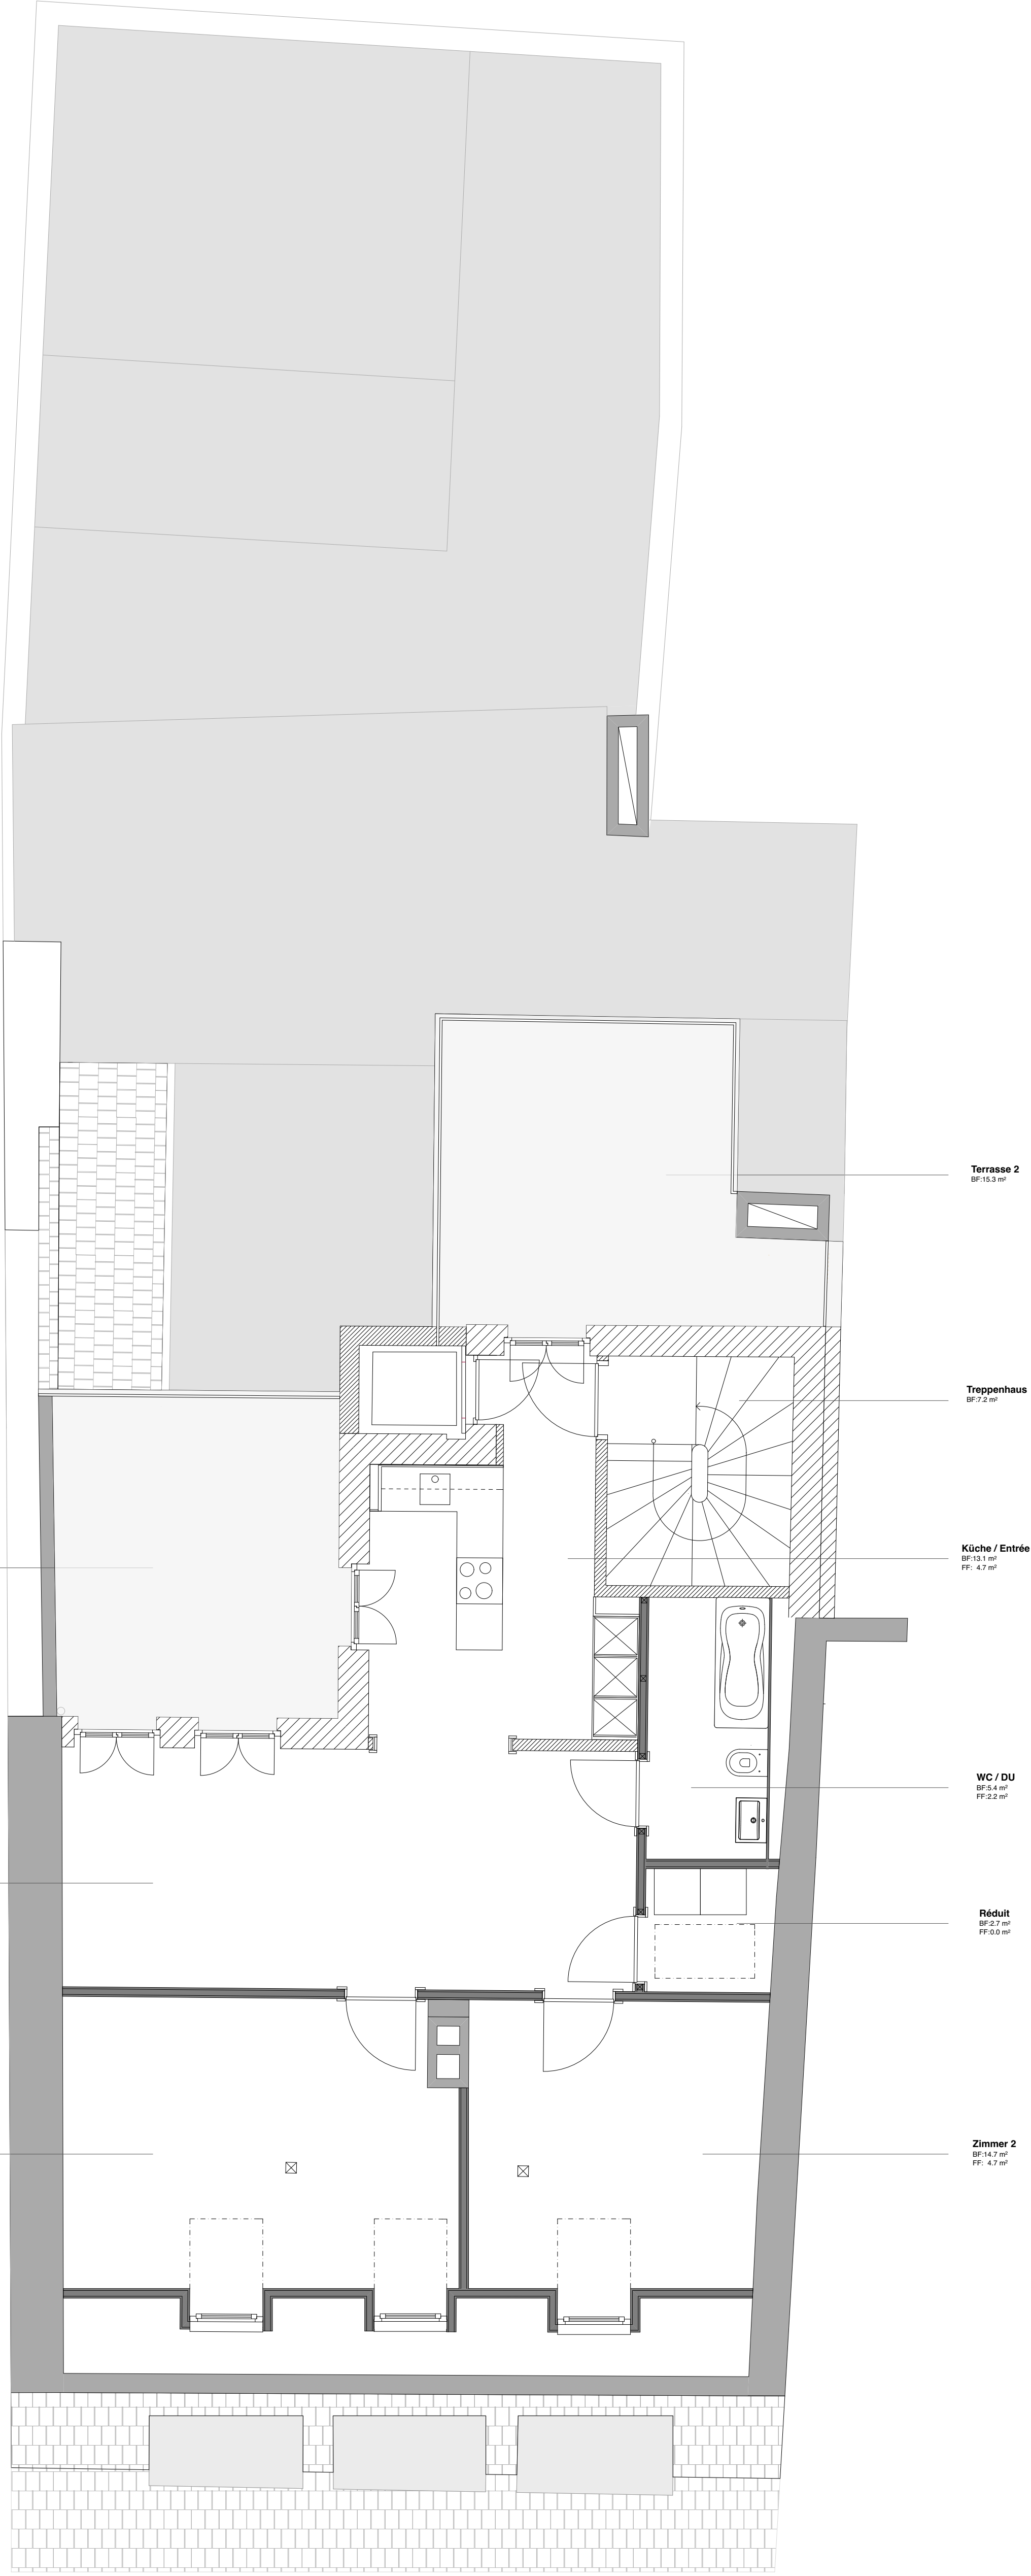 Terrasse 2
BF:15.3 m²
Treppenhaus
BF:7.2 m²
Küche / Entrée
BF:13.1 m²
FF: 4.7 m²
WC / DU
BF:5.4 m²
FF:2.2 m²
Réduit
BF:2.7 m²
FF:0.0 m²
Zimmer 2
BF:14.7 m²
FF: 4.7 m²